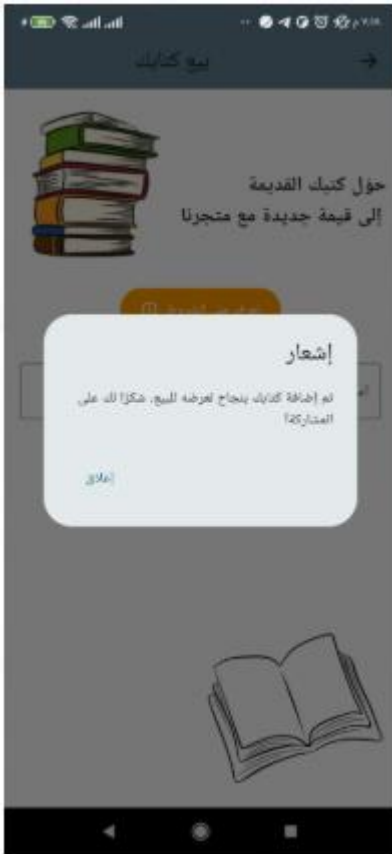 بيع كتابك
حوّل كتبك القديمة
إلى قيمة جديدة مع متجرنا
إشعار
تم إضافة كتابك بنجاح لعرضه للبيع، شكرًا لك على
المشاركة!
إغلاق